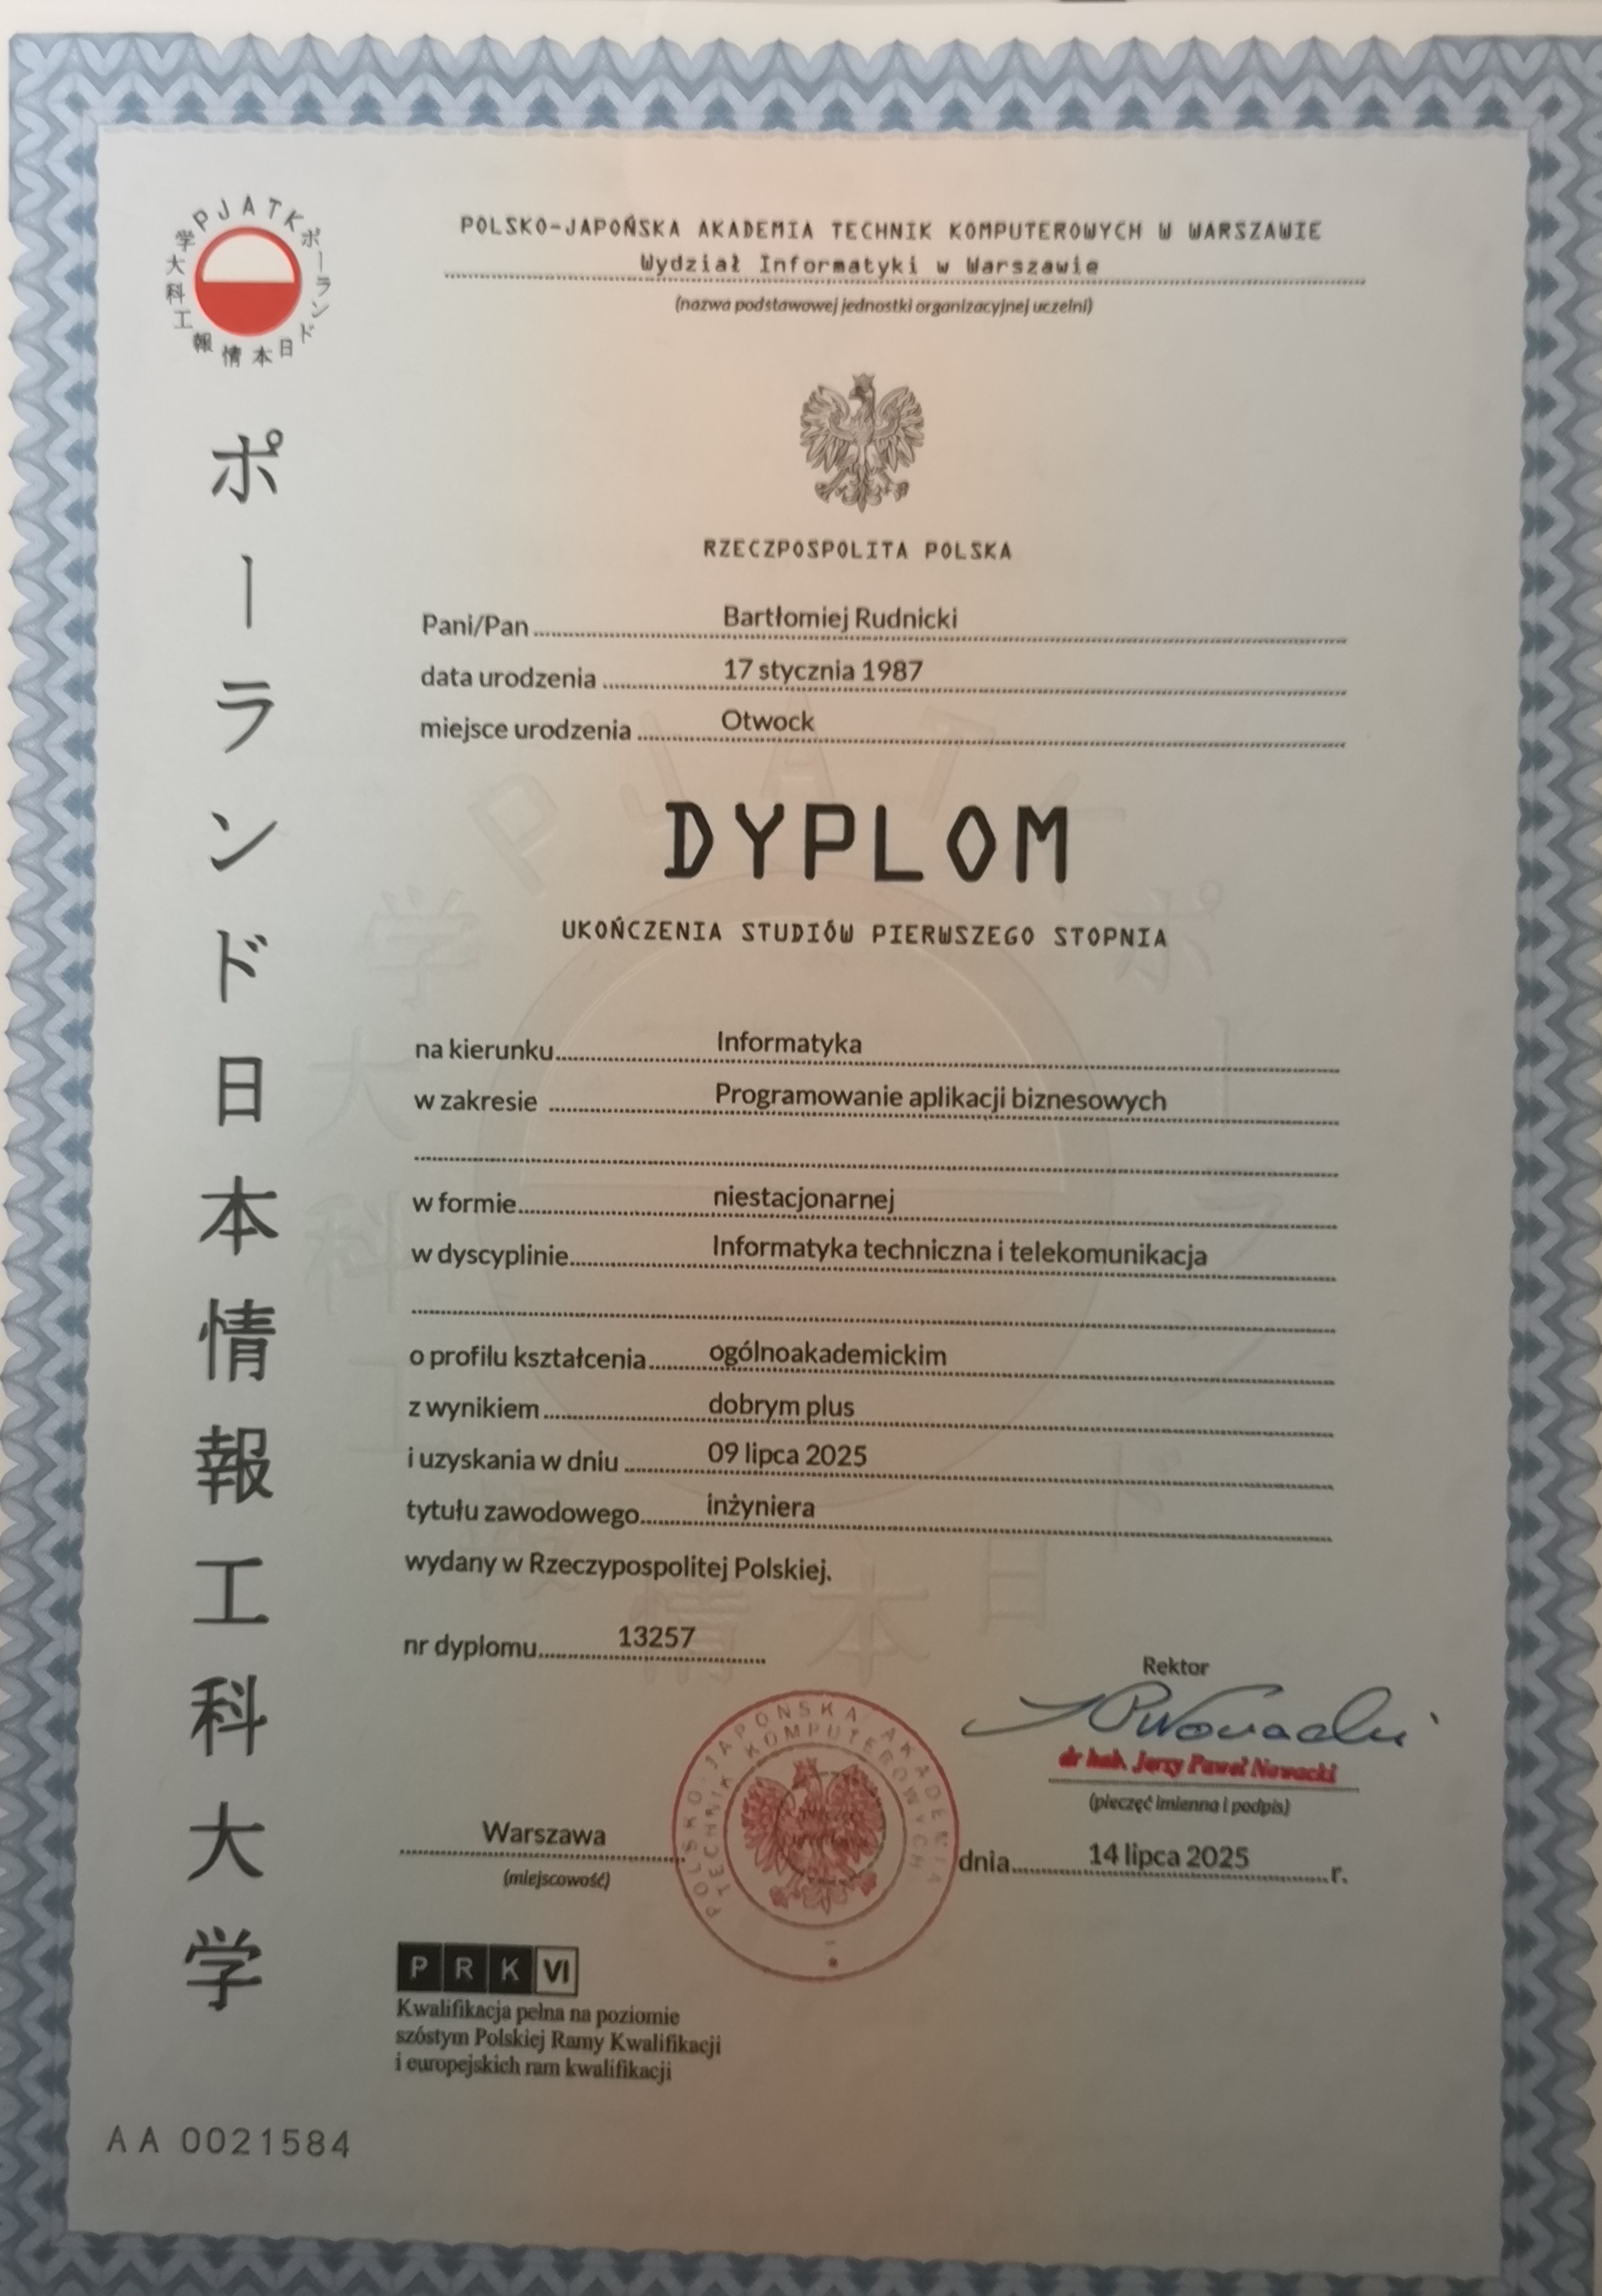 PJATK ポーランド日本情報工科大学
POLSKO-JAPOŃSKA AKADEMIA TECHNIK KOMPUTEROWYCH W WARSZAWIE
Wydział Informatyki w Warszawie
(nazwa podstawowej jednostki organizacyjnej uczelni)
ポーランド日本情報工科大学
RZECZPOSPOLITA POLSKA
Pani/Pan Bartłomiej Rudnicki
data urodzenia 17 stycznia 1987
miejsce urodzenia Otwock
DYPLOM
UKOŃCZENIA STUDIÓW PIERWSZEGO STOPNIA
na kierunku Informatyka
w zakresie Programowanie aplikacji biznesowych
w formie niestacjonarnej
w dyscyplinie Informatyka techniczna i telekomunikacja
o profilu kształcenia ogólnoakademickim
z wynikiem dobrym plus
i uzyskania w dniu 09 lipca 2025
tytułu zawodowego inżyniera
wydany w Rzeczypospolitej Polskiej.
nr dyplomu 13257
Rektor
JPNowacki
dr hab. Jerzy Paweł Nowacki
(pieczęć imienna i podpis)
POLSKO-JAPOŃSKA AKADEMIA
TECHNIK KOMPUTEROWYCH
Warszawa
(miejscowość)
dnia 14 lipca 2025 r.
PRK VI
Kwalifikacja pełna na poziomie
szóstym Polskiej Ramy Kwalifikacji
i europejskich ram kwalifikacji
AA 0021584